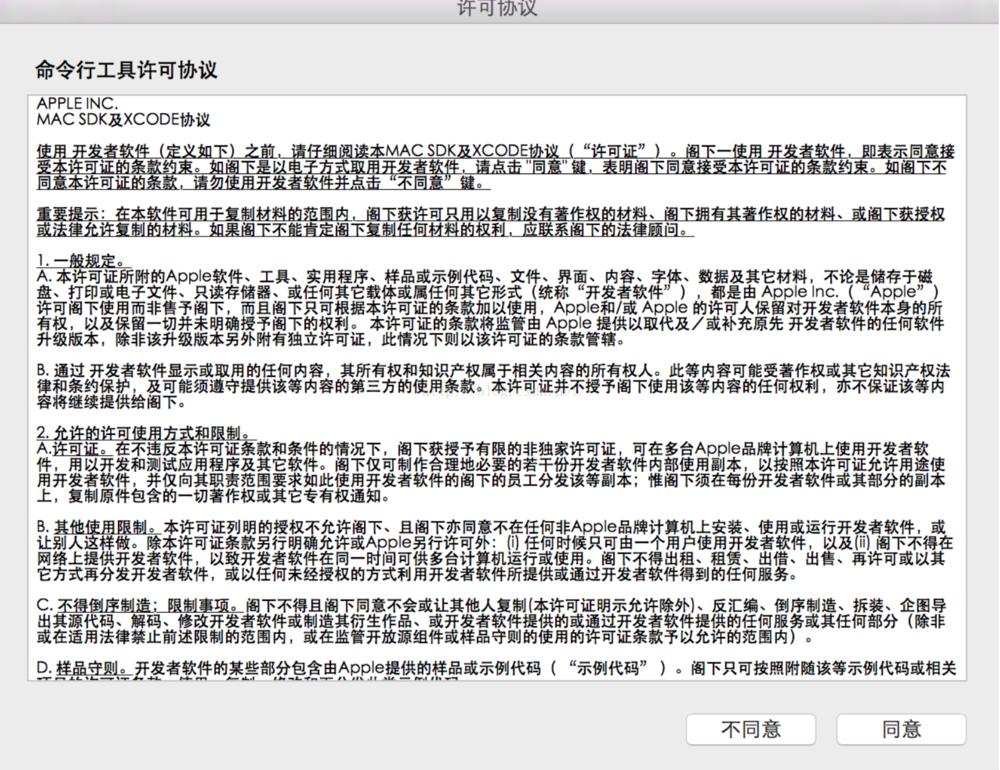 许可协议
命令行工具许可协议
APPLE INC.
MAC SDK及XCODE协议
使用 开发者软件（定义如下）之前，请仔细阅读本MAC SDK及XCODE协议（“许可证”）。阁下一使用 开发者软件，即表示同意接
受本许可证的条款约束。如阁下是以电子方式取用开发者软件，请点击 "同意" 键，表明阁下同意接受本许可证的条款约束。如阁下不
同意本许可证的条款，请勿使用开发者软件并点击“不同意”键。
重要提示：在本软件可用于复制材料的范围内，阁下获许可只用以复制没有著作权的材料、阁下拥有其著作权的材料、或阁下获授权
或法律允许复制的材料。如果阁下不能肯定阁下复制任何材料的权利，应联系阁下的法律顾问。
1. 一般规定。
A. 本许可证所附的Apple软件、工具、实用程序、样品或示例代码、文件、界面、内容、字体、数据及其它材料，不论是储存于磁
盘、打印或电子文件、只读存储器、或任何其它载体或属任何其它形式（统称“开发者软件”），都是由 Apple Inc.（“Apple”）
许可阁下使用而非售予阁下，而且阁下只可根据本许可证的条款加以使用，Apple和/或 Apple 的许可人保留对开发者软件本身的所
有权，以及保留一切并未明确授予阁下的权利。 本许可证的条款将监管由 Apple 提供以取代及／或补充原先 开发者软件的任何软件
升级版本，除非该升级版本另外附有独立许可证，此情况下则以该许可证的条款管辖。
B. 通过 开发者软件显示或取用的任何内容，其所有权和知识产权属于相关内容的所有权人。此等内容可能受著作权或其它知识产权法
律和条约保护，及可能须遵守提供该等内容的第三方的使用条款。本许可证并不授予阁下使用该等内容的任何权利，亦不保证该等内
容将继续提供给阁下。
2. 允许的许可使用方式和限制。
A.许可证。在不违反本许可证条款和条件的情况下，阁下获授予有限的非独家许可证，可在多台Apple品牌计算机上使用开发者软
件，用以开发和测试应用程序及其它软件。阁下仅可制作合理地必要的若干份开发者软件内部使用副本，以按照本许可证允许用途使
用开发者软件，并仅向其职责范围要求如此使用开发者软件的阁下的员工分发该等副本；惟阁下须在每份开发者软件或其部分的副本
上，复制原件包含的一切著作权或其它专有权通知。
B. 其他使用限制。本许可证列明的授权不允许阁下、且阁下亦同意不在任何非Apple品牌计算机上安装、使用或运行开发者软件，或
让别人这样做。除本许可证条款另行明确允许或Apple另行许可外：(i) 任何时候只可由一个用户使用开发者软件，以及(ii) 阁下不得在
网络上提供开发者软件，以致开发者软件在同一时间可供多台计算机运行或使用。阁下不得出租、租赁、出借、出售、再许可或以其
它方式再分发开发者软件，或以任何未经授权的方式利用开发者软件所提供或通过开发者软件得到的任何服务。
C. 不得倒序制造；限制事项。阁下不得且阁下同意不会或让其他人复制(本许可证明示允许除外)、反汇编、倒序制造、拆装、企图导
出其源代码、解码、修改开发者软件或制造其衍生作品、或开发者软件提供的或通过开发者软件提供的任何服务或其任何部分（除非
或在适用法律禁止前述限制的范围内，或在监管开放源组件或样品守则的使用的许可证条款予以允许的范围内）。
D. 样品守则。开发者软件的某些部分包含由Apple提供的样品或示例代码（ “示例代码” ）。阁下只可按照附随该等示例代码或相关
不同意
同意